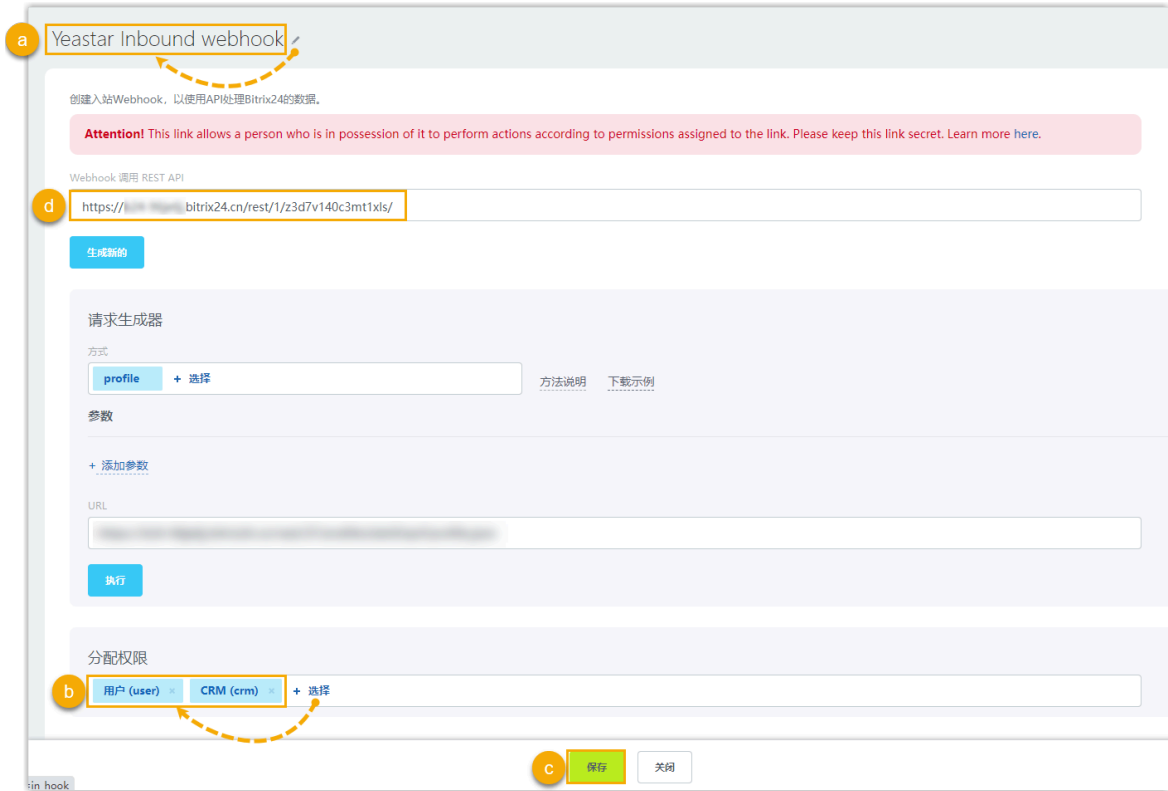 a
Yeastar Inbound webhook
创建入站Webhook，以使用API处理Bitrix24的数据。
Attention! This link allows a person who is in possession of it to perform actions according to permissions assigned to the link. Please keep this link secret. Learn more here.
Webhook 调用 REST API
d
https:// bitrix24.cn/rest/1/z3d7v140c3mt1xls/
生成新的
请求生成器
方式
profile + 选择 方法说明 下载示例
参数
+ 添加参数
URL
执行
分配权限
b
用户 (user) × CRM (crm) × + 选择
c
保存 关闭
in hook